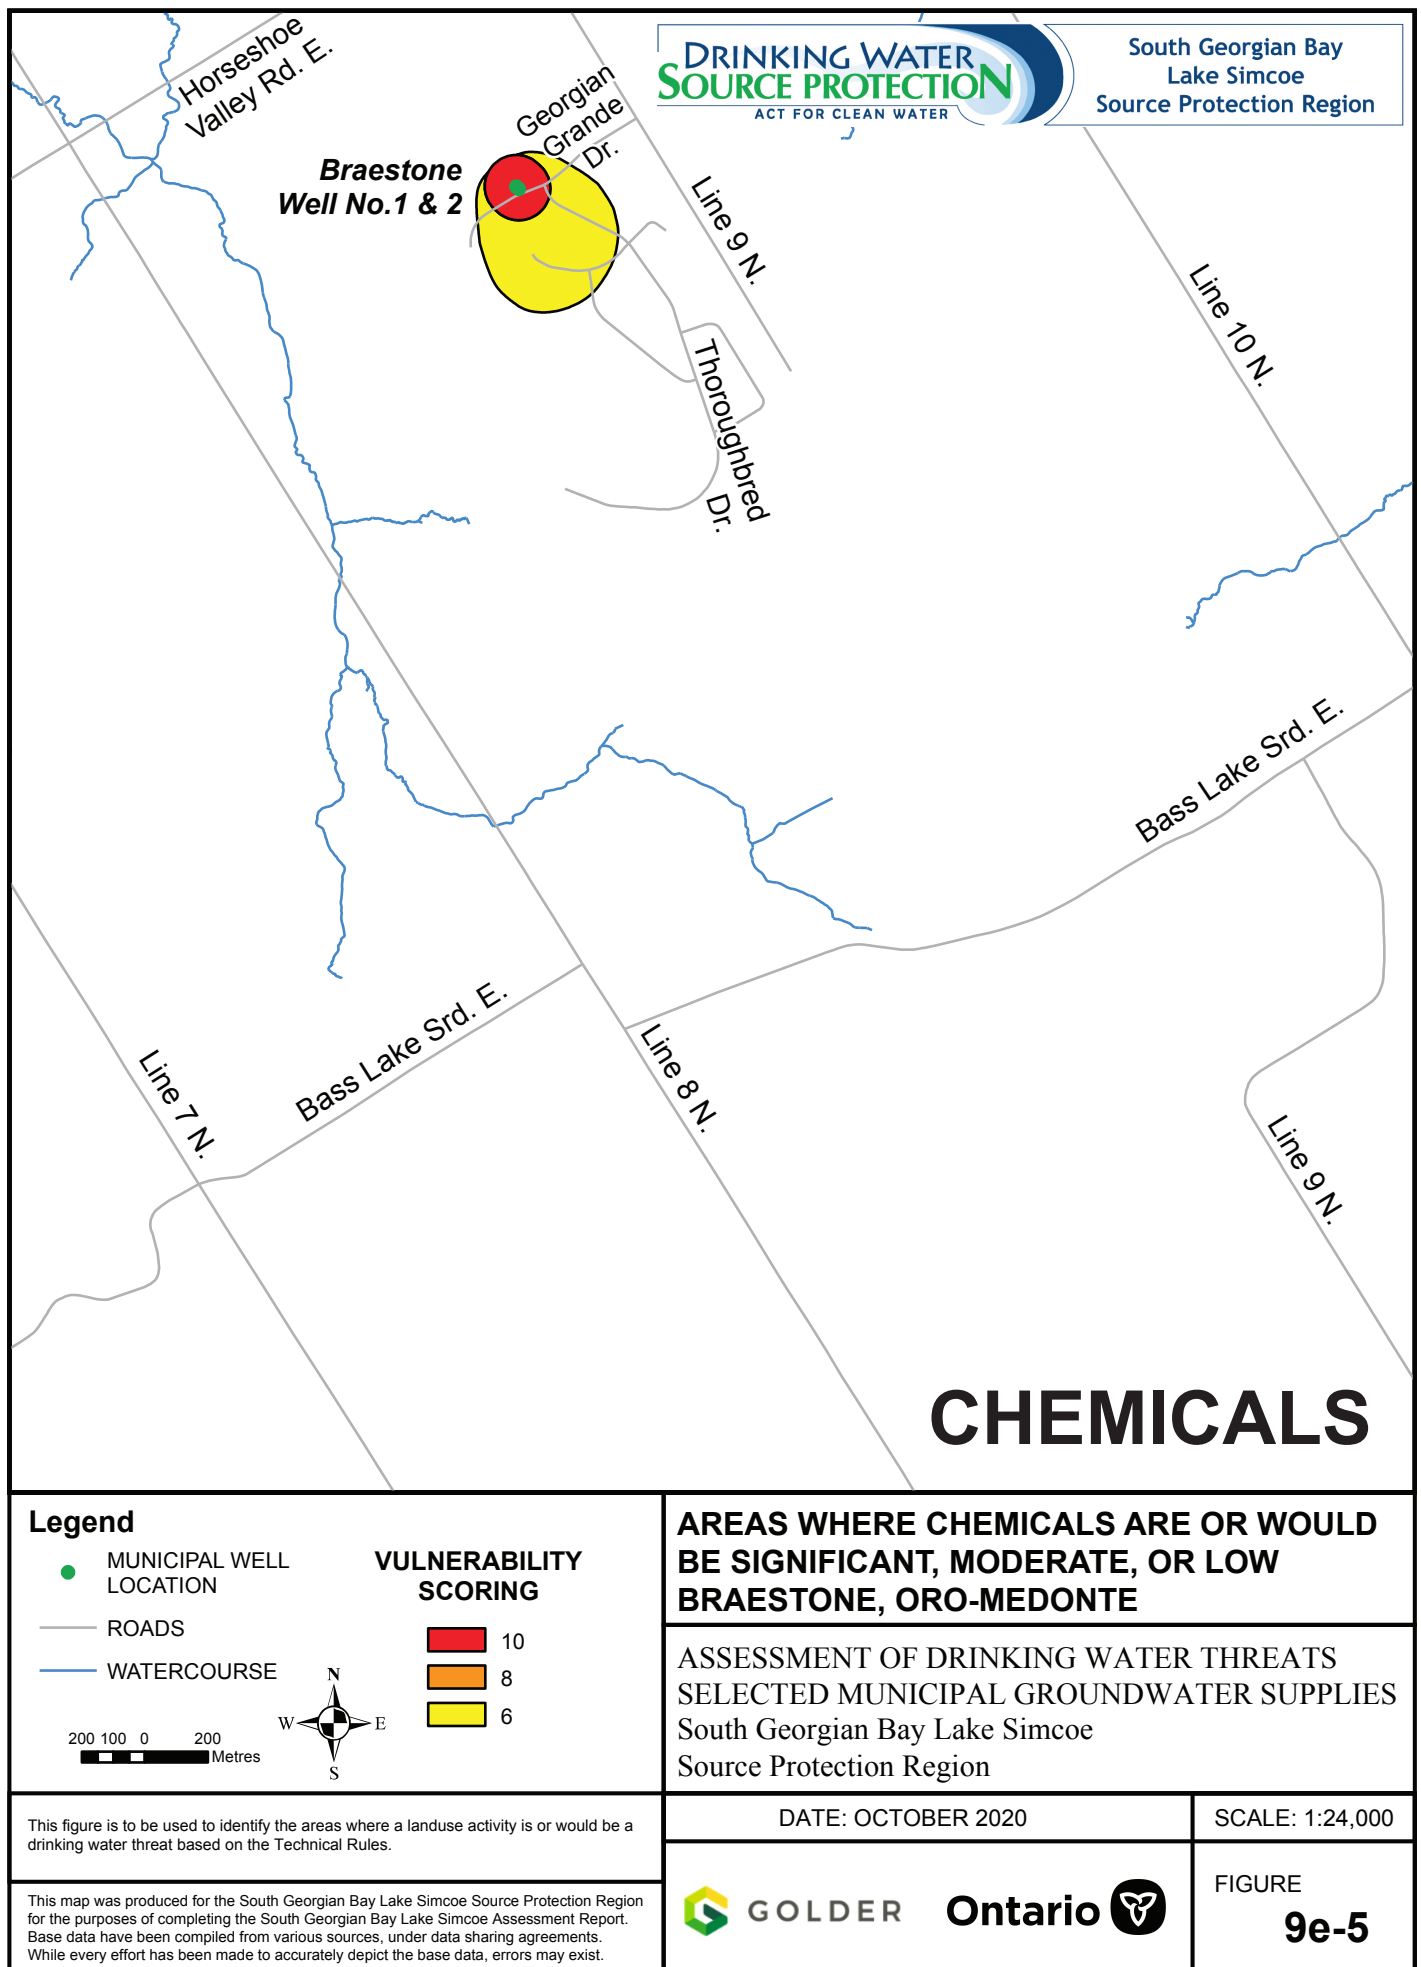 Horseshoe
Valley Rd. E.
DRINKING WATER
SOURCE PROTECTION
ACT FOR CLEAN WATER
South Georgian Bay
Lake Simcoe
Source Protection Region
Georgian
Grande
Dr.
Braestone
Well No.1 & 2
Line 9 N.
Line 10 N.
Thoroughbred
Dr.
Bass Lake Srd. E.
Bass Lake Srd. E.
Line 7 N.
Line 8 N.
Line 9 N.
CHEMICALS
Legend
MUNICIPAL WELL
LOCATION
ROADS
WATERCOURSE
VULNERABILITY
SCORING
10
8
6
N
W E
S
200 100 0 200
Metres
AREAS WHERE CHEMICALS ARE OR WOULD
BE SIGNIFICANT, MODERATE, OR LOW
BRAESTONE, ORO-MEDONTE
ASSESSMENT OF DRINKING WATER THREATS
SELECTED MUNICIPAL GROUNDWATER SUPPLIES
South Georgian Bay Lake Simcoe
Source Protection Region
This figure is to be used to identify the areas where a landuse activity is or would be a
drinking water threat based on the Technical Rules.
DATE: OCTOBER 2020
SCALE: 1:24,000
This map was produced for the South Georgian Bay Lake Simcoe Source Protection Region
for the purposes of completing the South Georgian Bay Lake Simcoe Assessment Report.
Base data have been compiled from various sources, under data sharing agreements.
While every effort has been made to accurately depict the base data, errors may exist.
GOLDER
Ontario
FIGURE
9e-5